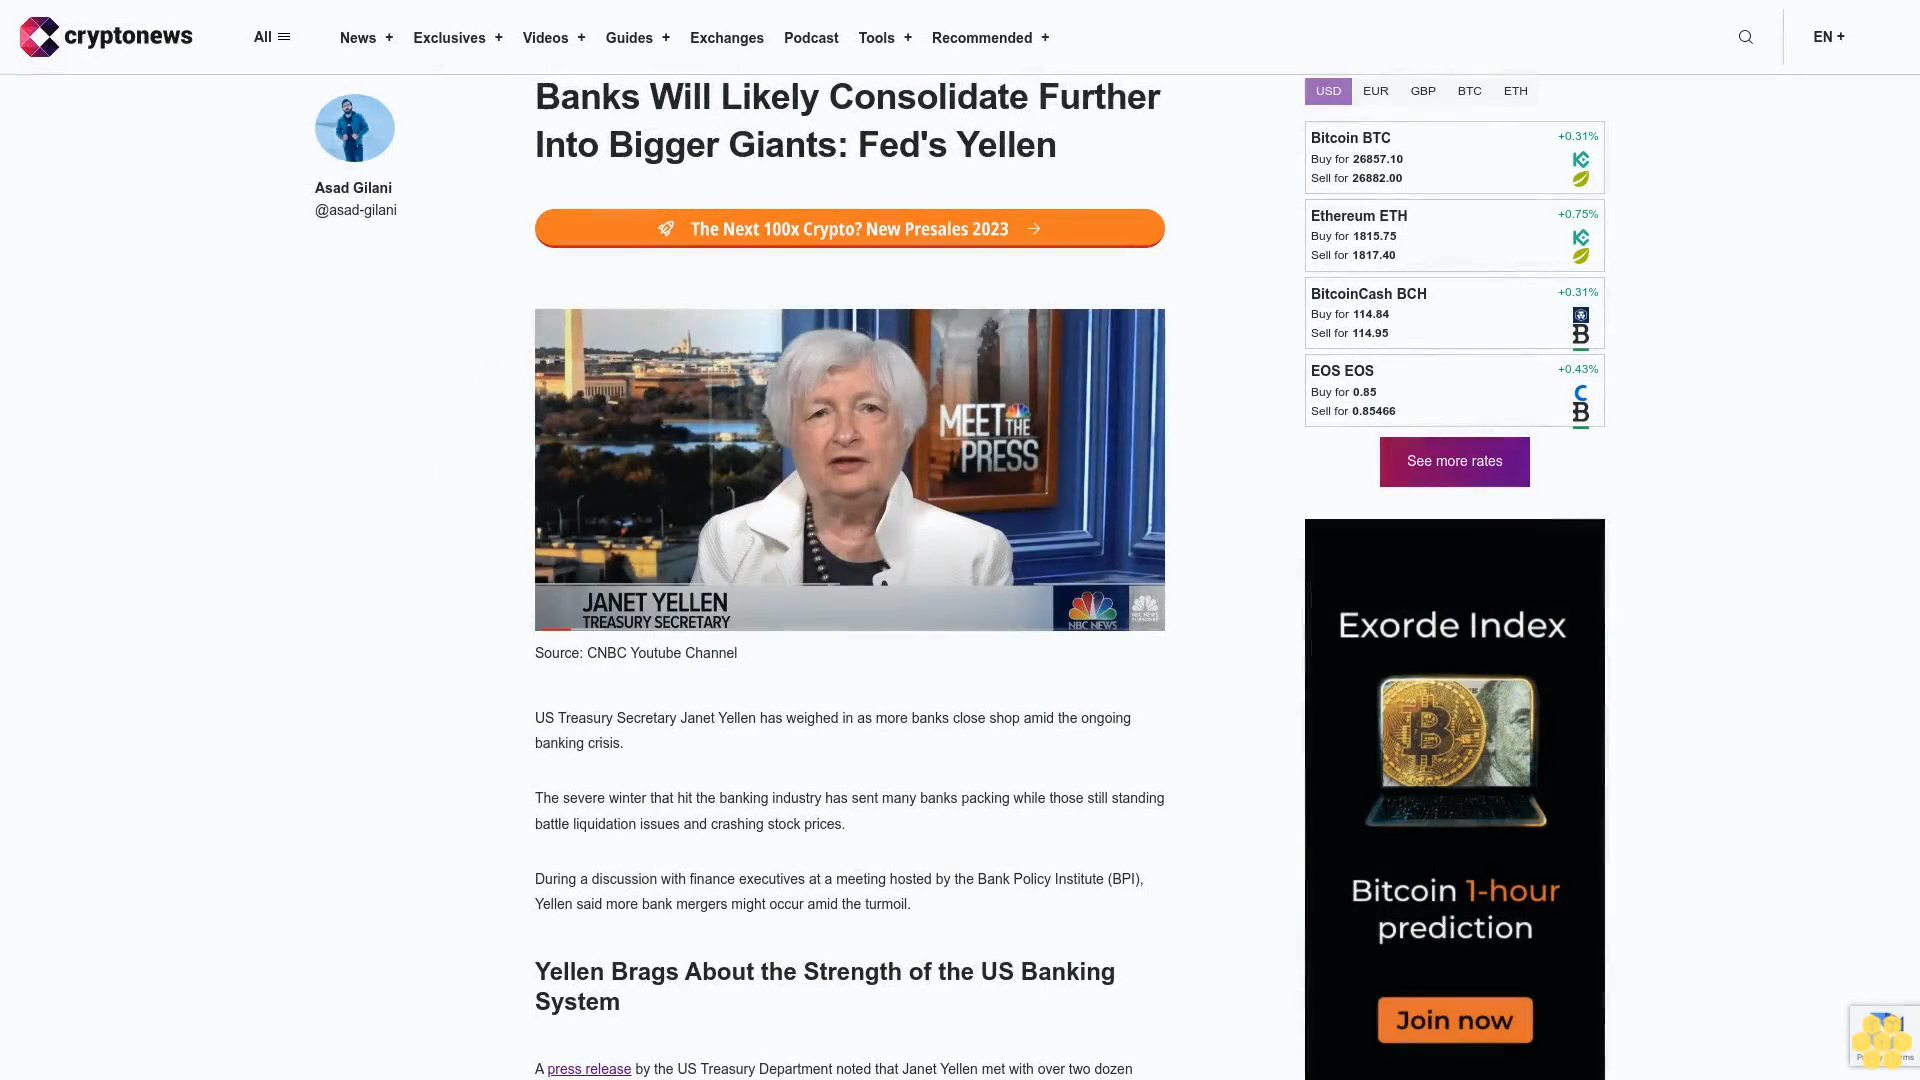 cryptonews
All
News +
Exclusives +
Videos +
Guides +
Exchanges
Podcast
Tools +
Recommended +
EN +
Asad Gilani
@asad-gilani
Banks Will Likely Consolidate Further
Into Bigger Giants: Fed's Yellen
The Next 100x Crypto? New Presales 2023
MEET THE PRESS
JANET YELLEN
TREASURY SECRETARY
NBC NEWS
Source: CNBC Youtube Channel
US Treasury Secretary Janet Yellen has weighed in as more banks close shop amid the ongoing
banking crisis.
The severe winter that hit the banking industry has sent many banks packing while those still standing
battle liquidation issues and crashing stock prices.
During a discussion with finance executives at a meeting hosted by the Bank Policy Institute (BPI),
Yellen said more bank mergers might occur amid the turmoil.
Yellen Brags About the Strength of the US Banking
System
A press release by the US Treasury Department noted that Janet Yellen met with over two dozen
USD EUR GBP BTC ETH
Bitcoin BTC +0.31%
Buy for 26857.10
Sell for 26882.00
Ethereum ETH +0.75%
Buy for 1815.75
Sell for 1817.40
BitcoinCash BCH +0.31%
Buy for 114.84
Sell for 114.95
EOS EOS +0.43%
Buy for 0.85
Sell for 0.85466
See more rates
Exorde Index
Bitcoin 1-hour
prediction
Join now